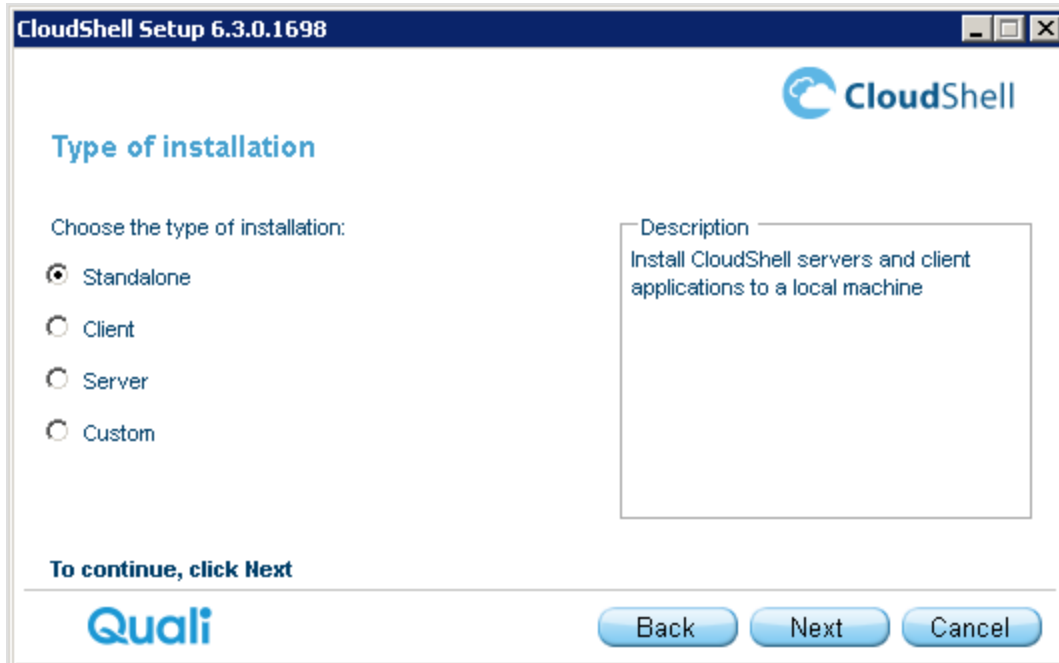 CloudShell Setup 6.3.0.1698
CloudShell
Type of installation
Choose the type of installation:
Standalone
Client
Server
Custom
Description
Install CloudShell servers and client
applications to a local machine
To continue, click Next
Quali
Back
Next
Cancel